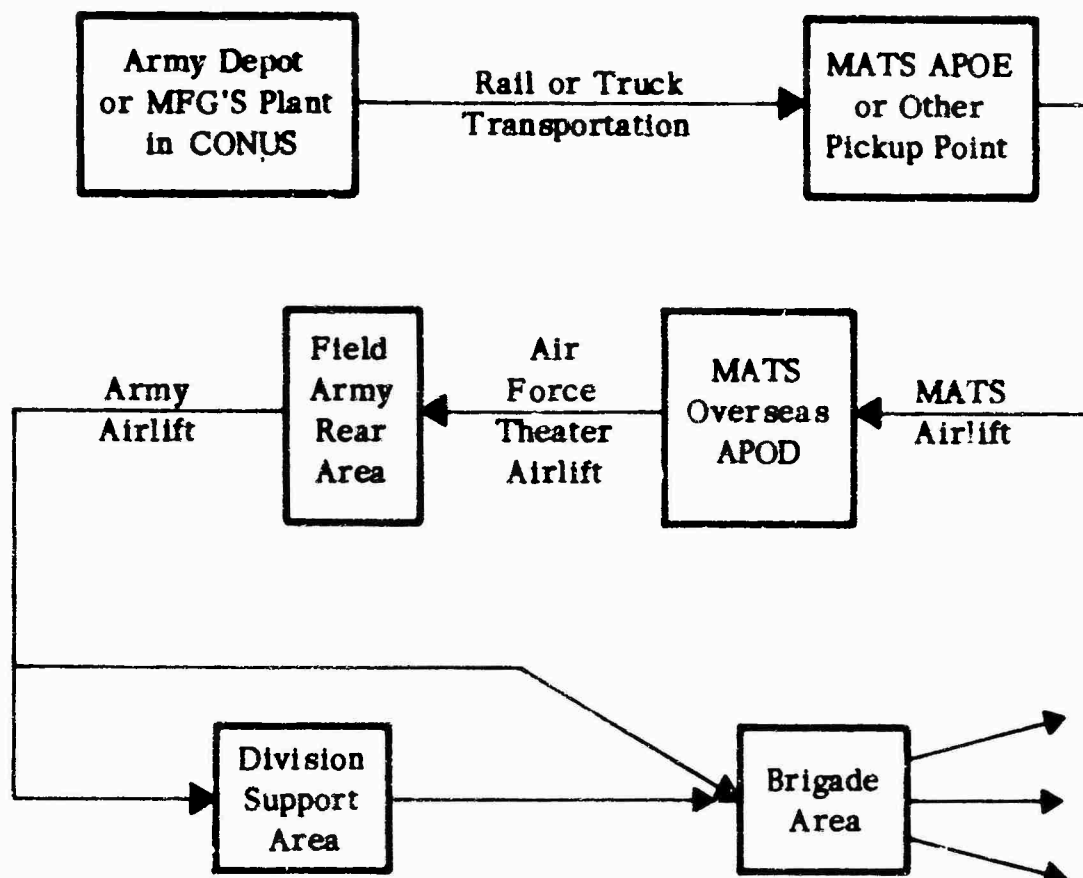 Army Depot
or MFG'S Plant
in CONUS
Rail or Truck
Transportation
MATS APOE
or Other
Pickup Point
Army
Airlift
Field
Army
Rear
Area
Air
Force
Theater
Airlift
MATS
Overseas
APOD
MATS
Airlift
Division
Support
Area
Brigade
Area